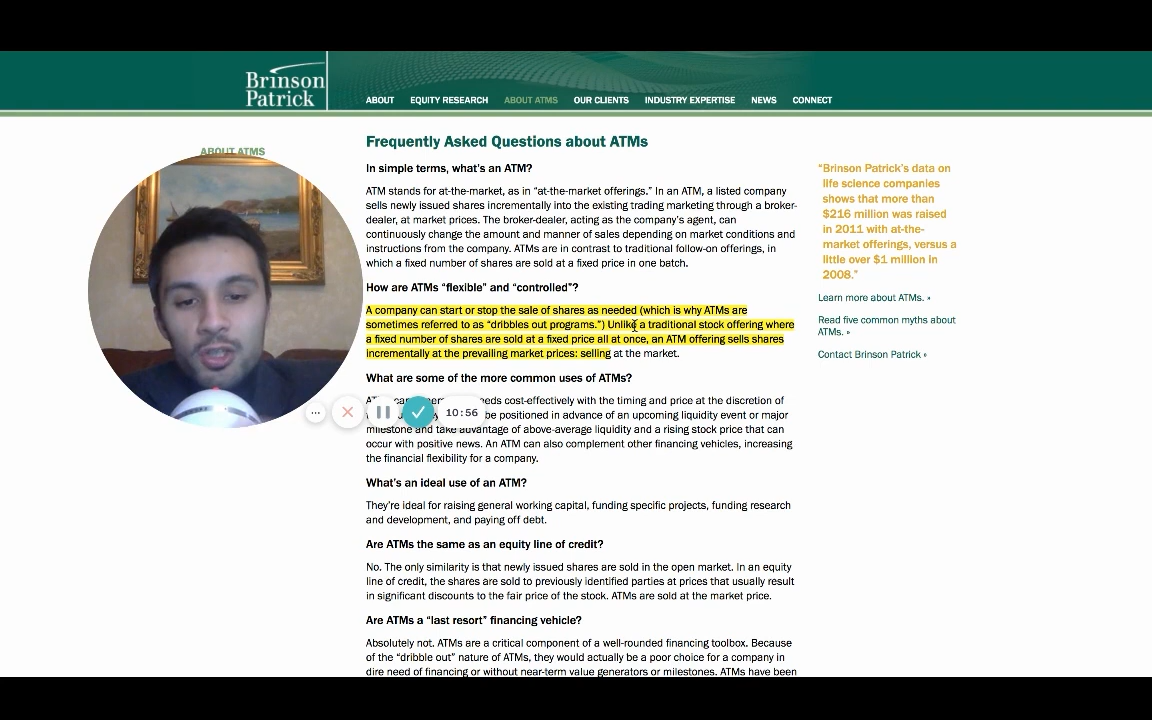 Brinson
Patrick
ABOUT EQUITY RESEARCH ABOUT ATMS OUR CLIENTS INDUSTRY EXPERTISE NEWS CONNECT
ABOUT ATMS
Frequently Asked Questions about ATMs
In simple terms, what's an ATM?
ATM stands for at-the-market, as in "at-the-market offerings." In an ATM, a listed company
sells newly issued shares incrementally into the existing trading marketing through a broker-
dealer, at market prices. The broker-dealer, acting as the company's agent, can
continuously change the amount and manner of sales depending on market conditions and
instructions from the company. ATMs are in contrast to traditional follow-on offerings, in
which a fixed number of shares are sold at a fixed price in one batch.
How are ATMs "flexible" and "controlled"?
A company can start or stop the sale of shares as needed (which is why ATMs are
sometimes referred to as "dribbles out programs.") Unlike a traditional stock offering where
a fixed number of shares are sold at a fixed price all at once, an ATM offering sells shares
incrementally at the prevailing market prices: selling at the market.
What are some of the more common uses of ATMs?
needs cost-effectively with the timing and price at the discretion of
be positioned in advance of an upcoming liquidity event or major
milestone and take advantage of above-average liquidity and a rising stock price that can
occur with positive news. An ATM can also complement other financing vehicles, increasing
the financial flexibility for a company.
What's an ideal use of an ATM?
They're ideal for raising general working capital, funding specific projects, funding research
and development, and paying off debt.
Are ATMs the same as an equity line of credit?
No. The only similarity is that newly issued shares are sold in the open market. In an equity
line of credit, the shares are sold to previously identified parties at prices that usually result
in significant discounts to the fair price of the stock. ATMs are sold at the market price.
Are ATMs a "last resort" financing vehicle?
Absolutely not. ATMs are a critical component of a well-rounded financing toolbox. Because
of the "dribble out" nature of ATMs, they would actually be a poor choice for a company in
dire need of financing or without near-term value generators or milestones. ATMs have been
"Brinson Patrick's data on
life science companies
shows that more than
$216 million was raised
in 2011 with at-the-
market offerings, versus a
little over $1 million in
2008."
Learn more about ATMs. »
Read five common myths about
ATMs. »
Contact Brinson Patrick »
10:56